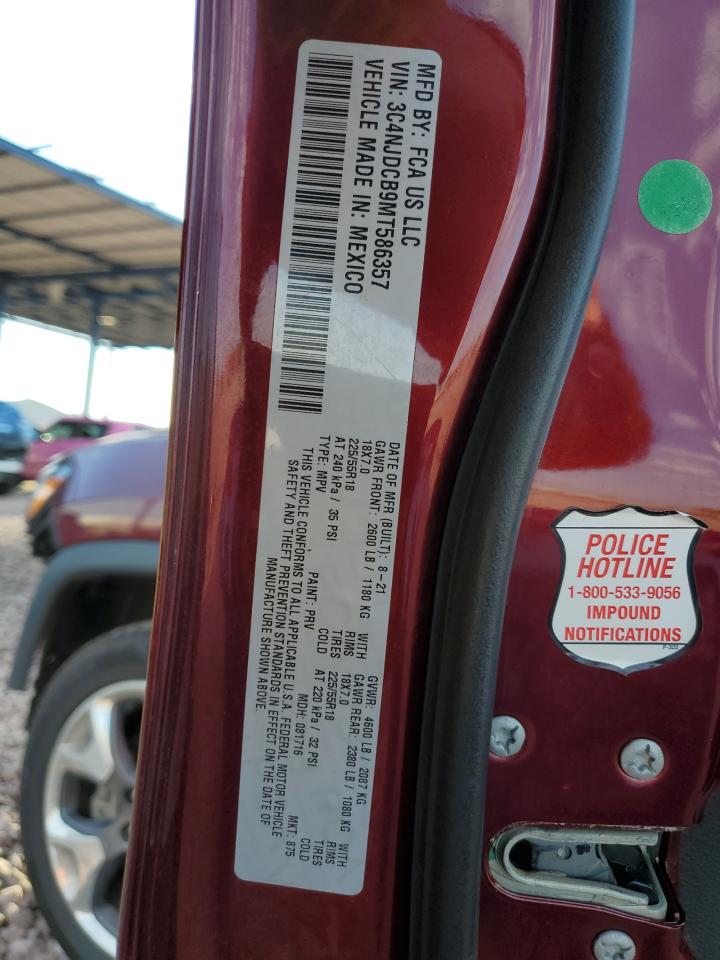 MFD BY: FCA US LLC
VIN: 3C4NJDCB9MT586357
VEHICLE MADE IN: MEXICO
DATE OF MFR (BUILT): 8-21 GVWR: 4600 LB / 2087 KG
GAWR FRONT: 2600 LB / 1180 KG WITH GAWR REAR: 2380 LB / 1080 KG WITH
18X7.0 RIMS 18X7.0 RIMS
225/55R18 TIRES 225/55R18 TIRES
AT 240 kPa / 35 PSI COLD AT 220 kPa / 32 PSI COLD
TYPE: MPV PAINT: PRV MDH: 081716 MKT: 875
THIS VEHICLE CONFORMS TO ALL APPLICABLE U.S.A. FEDERAL MOTOR VEHICLE
SAFETY AND THEFT PREVENTION STANDARDS IN EFFECT ON THE DATE OF
MANUFACTURE SHOWN ABOVE.
POLICE
HOTLINE
1-800-533-9056
IMPOUND
NOTIFICATIONS